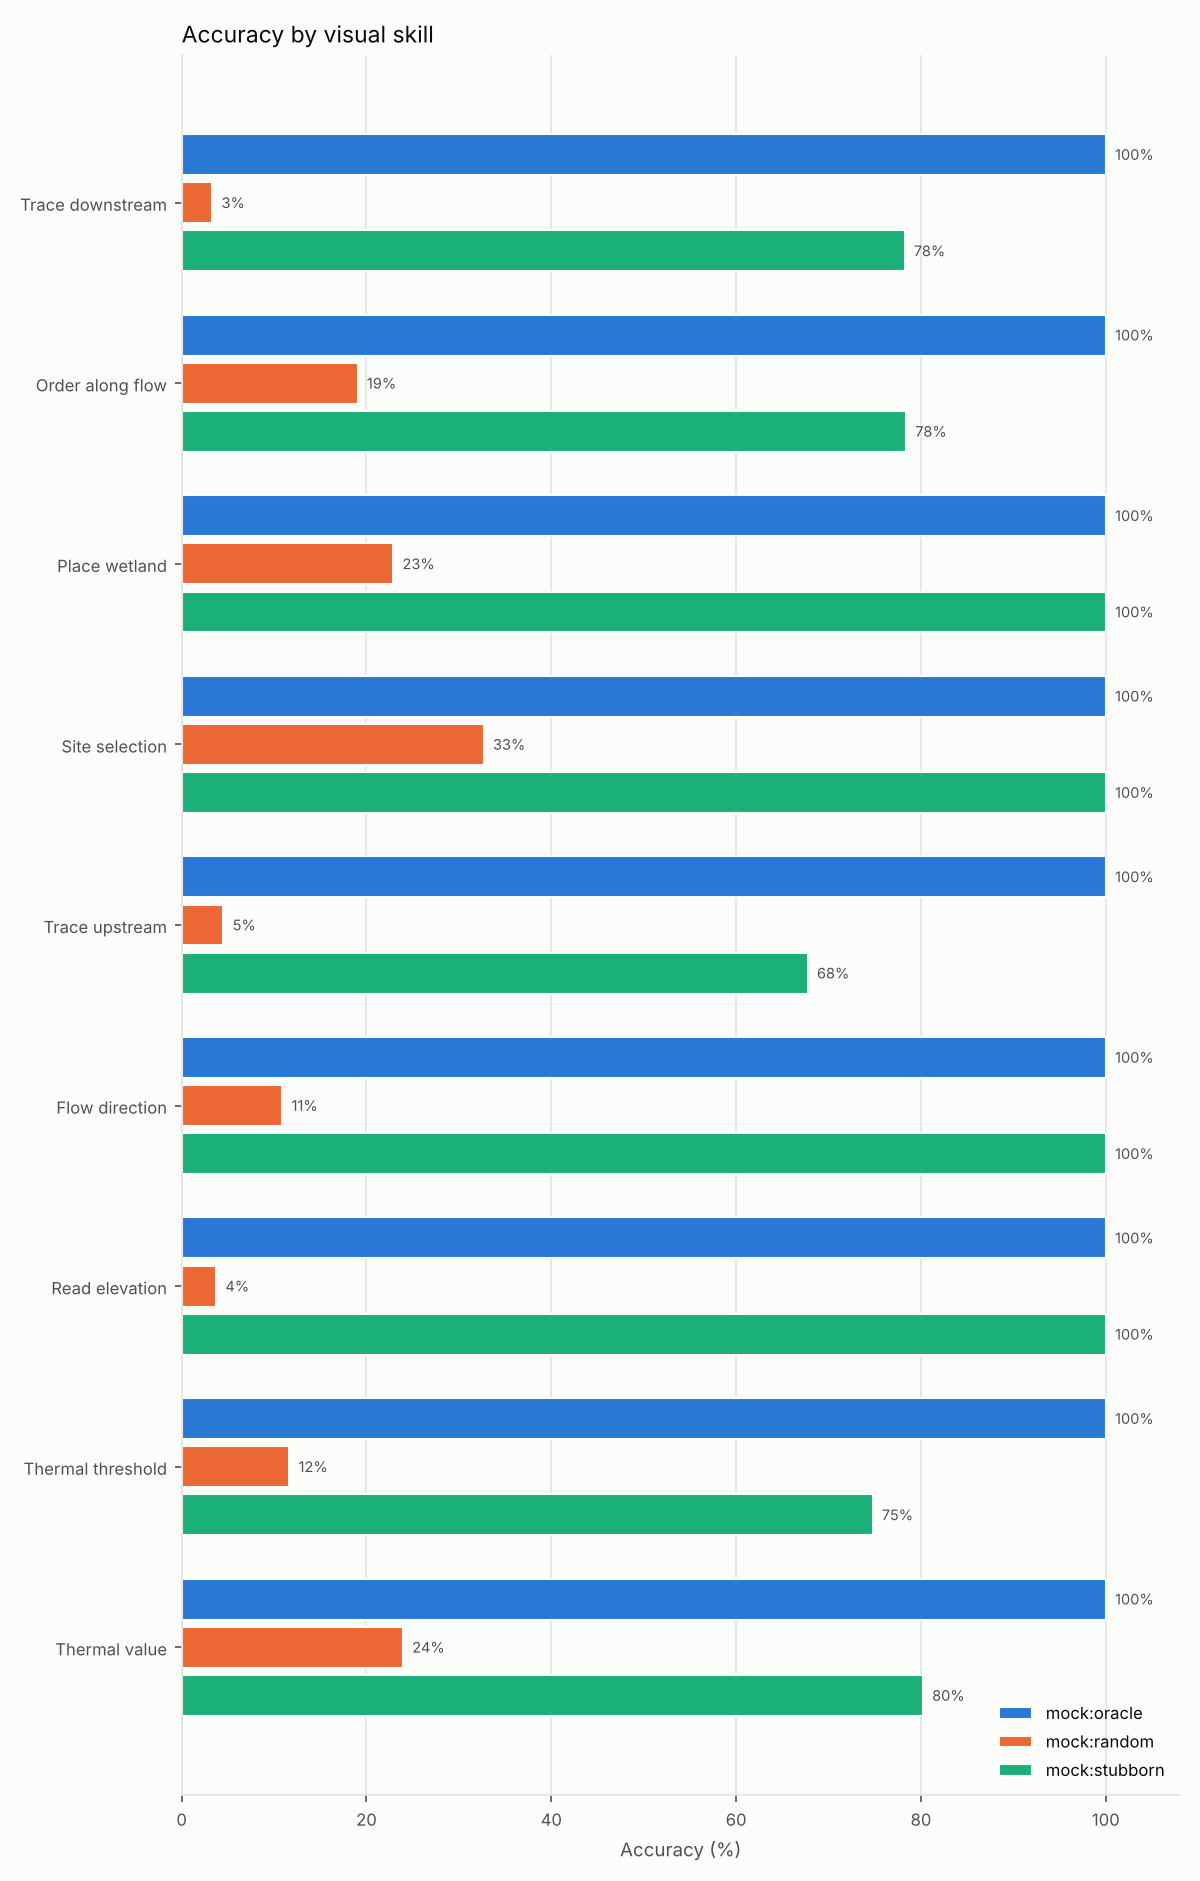 Accuracy by visual skill
100%
Trace downstream
3%
78%
100%
Order along flow
19%
78%
100%
Place wetland
23%
100%
100%
Site selection
33%
100%
100%
Trace upstream
5%
68%
100%
Flow direction
11%
100%
100%
Read elevation
4%
100%
100%
Thermal threshold
12%
75%
100%
Thermal value
24%
80%
mock:oracle
mock:random
mock:stubborn
0 20 40 60 80 100
Accuracy (%)